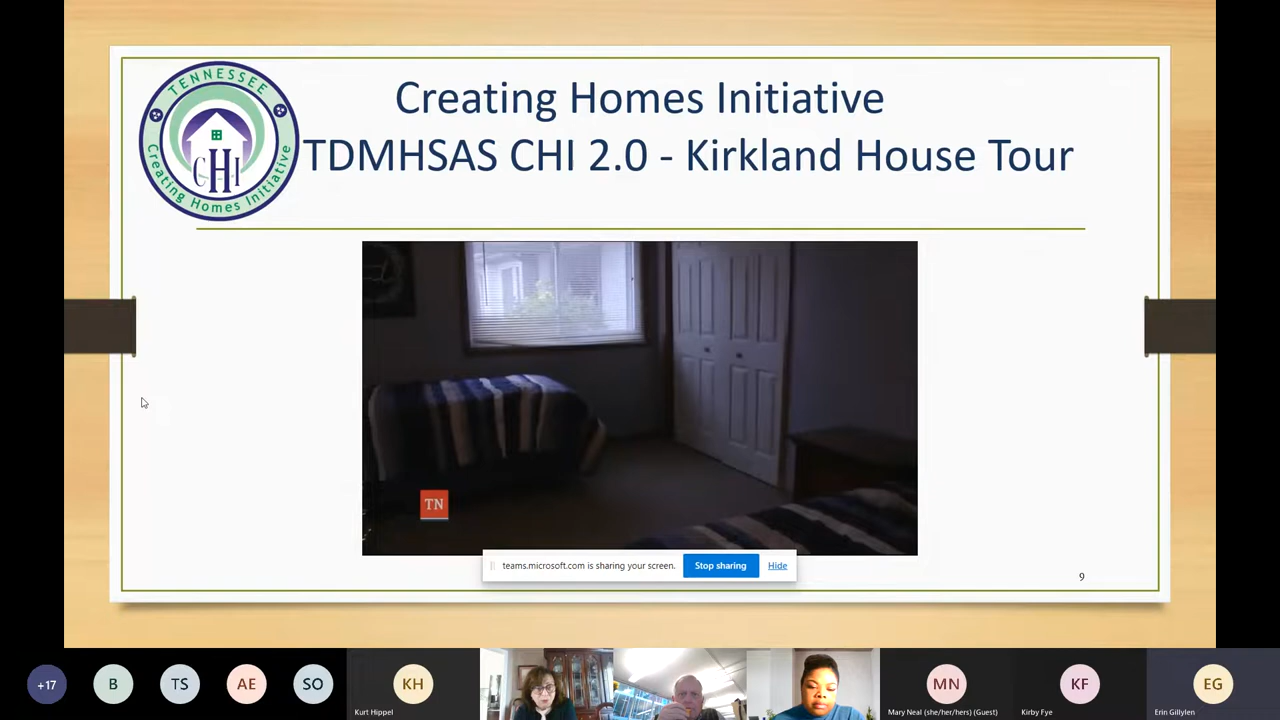 TENNESSEE
CHI
Creating Homes Initiative
Creating Homes Initiative
TDMHSAS CHI 2.0 - Kirkland House Tour
TN
teams.microsoft.com is sharing your screen.
Stop sharing
Hide
9
+17
B
TS
AE
SO
KH
MN
KF
EG
Kurt Hippel
Mary Neal (she/her/hers) (Guest)
Kirby Fye
Erin Gillylen